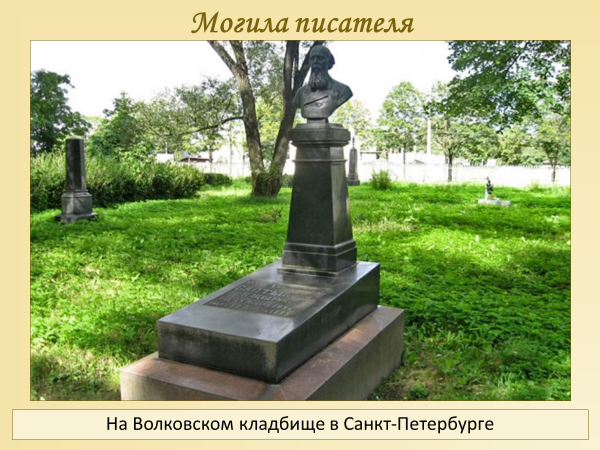 Могила писателя
На Волковском кладбище в Санкт-Петербурге